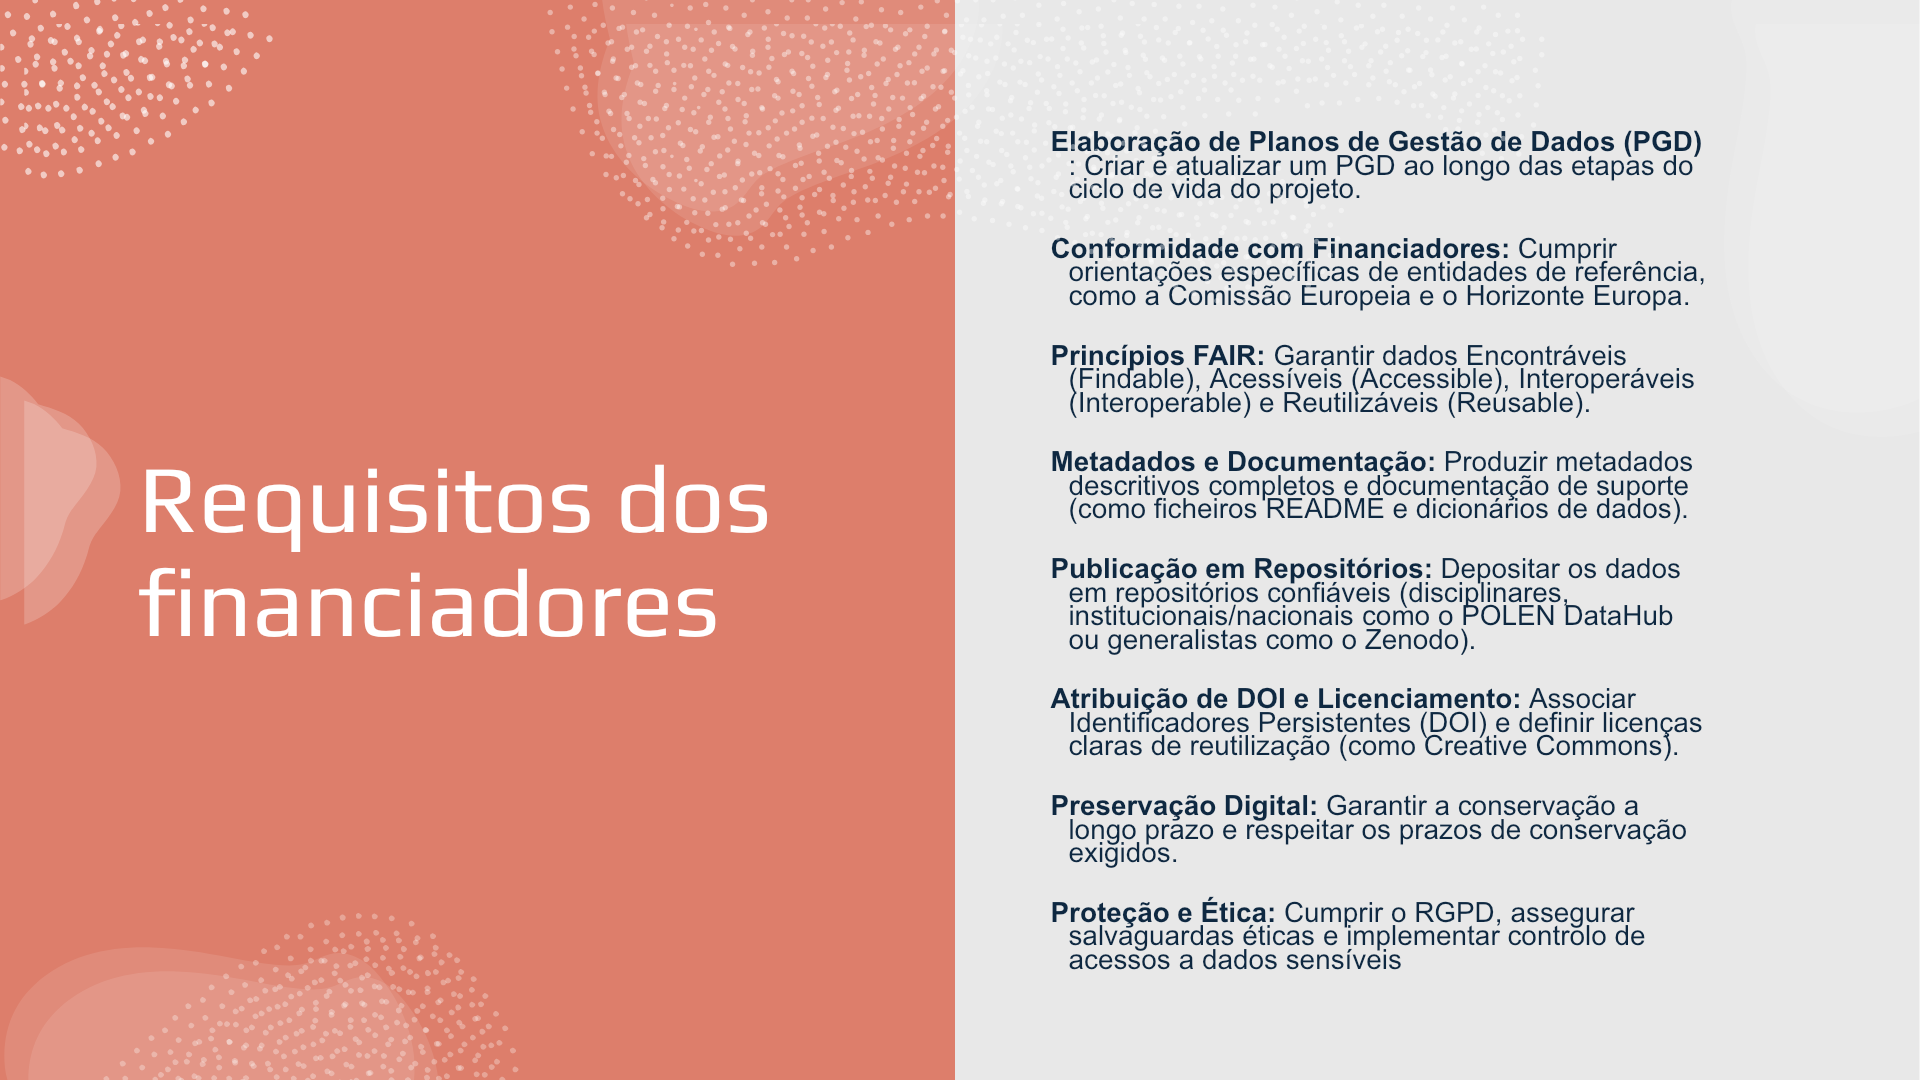 Requisitos dos
financiadores
Elaboração de Planos de Gestão de Dados (PGD)
: Criar e atualizar um PGD ao longo das etapas do
ciclo de vida do projeto.
Conformidade com Financiadores: Cumprir
orientações específicas de entidades de referência,
como a Comissão Europeia e o Horizonte Europa.
Princípios FAIR: Garantir dados Encontráveis
(Findable), Acessíveis (Accessible), Interoperáveis
(Interoperable) e Reutilizáveis (Reusable).
Metadados e Documentação: Produzir metadados
descritivos completos e documentação de suporte
(como ficheiros README e dicionários de dados).
Publicação em Repositórios: Depositar os dados
em repositórios confiáveis (disciplinares,
institucionais/nacionais como o POLEN DataHub
ou generalistas como o Zenodo).
Atribuição de DOI e Licenciamento: Associar
Identificadores Persistentes (DOI) e definir licenças
claras de reutilização (como Creative Commons).
Preservação Digital: Garantir a conservação a
longo prazo e respeitar os prazos de conservação
exigidos.
Proteção e Ética: Cumprir o RGPD, assegurar
salvaguardas éticas e implementar controlo de
acessos a dados sensíveis